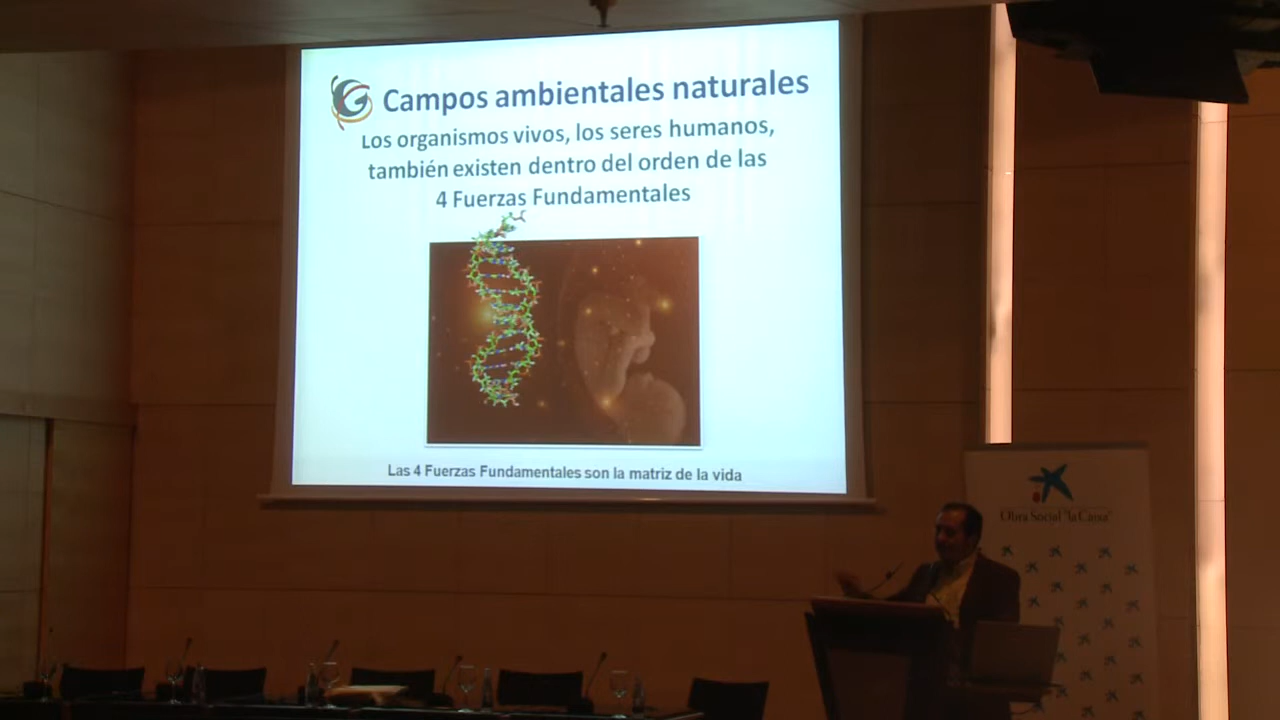 Campos ambientales naturales
Los organismos vivos, los seres humanos,
también existen dentro del orden de las
4 Fuerzas Fundamentales
Las 4 Fuerzas Fundamentales son la matriz de la vida
Obra Social "la Caixa"